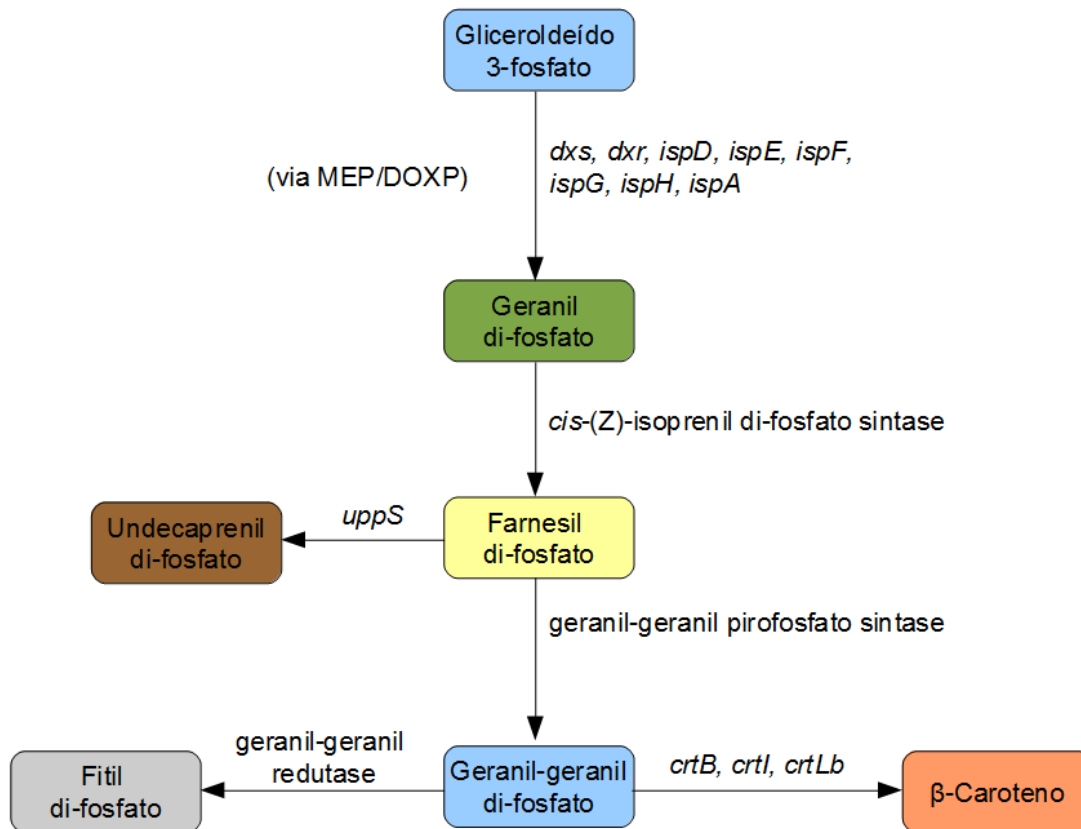 Gliceroldeído
3-fosfato
(via MEP/DOXP)
dxs, dxr, ispD, ispE, ispF,
ispG, ispH, ispA
Geranil
di-fosfato
cis-(Z)-isoprenil di-fosfato sintase
Undecaprenil
di-fosfato
uppS
Farnesil
di-fosfato
geranil-geranil pirofosfato sintase
Fitil
di-fosfato
geranil-geranil
redutase
Geranil-geranil
di-fosfato
crtB, crtI, crtLb
β-Caroteno